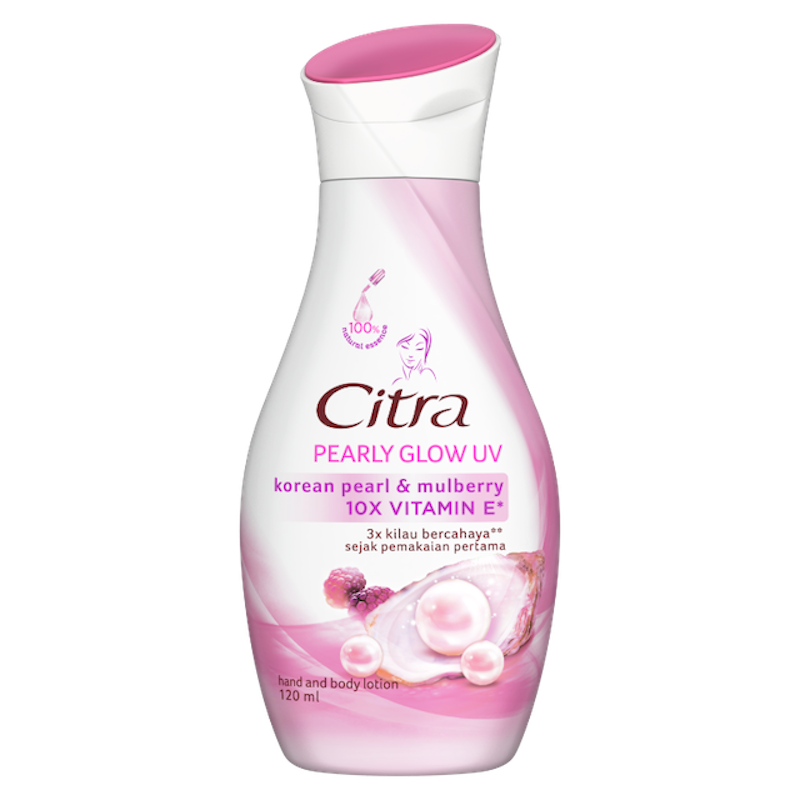 100%
natural essence
Citra
PEARLY GLOW UV
korean pearl & mulberry
10X VITAMIN E*
3x kilau bercahaya**
sejak pemakaian pertama
hand and body lotion
120 ml